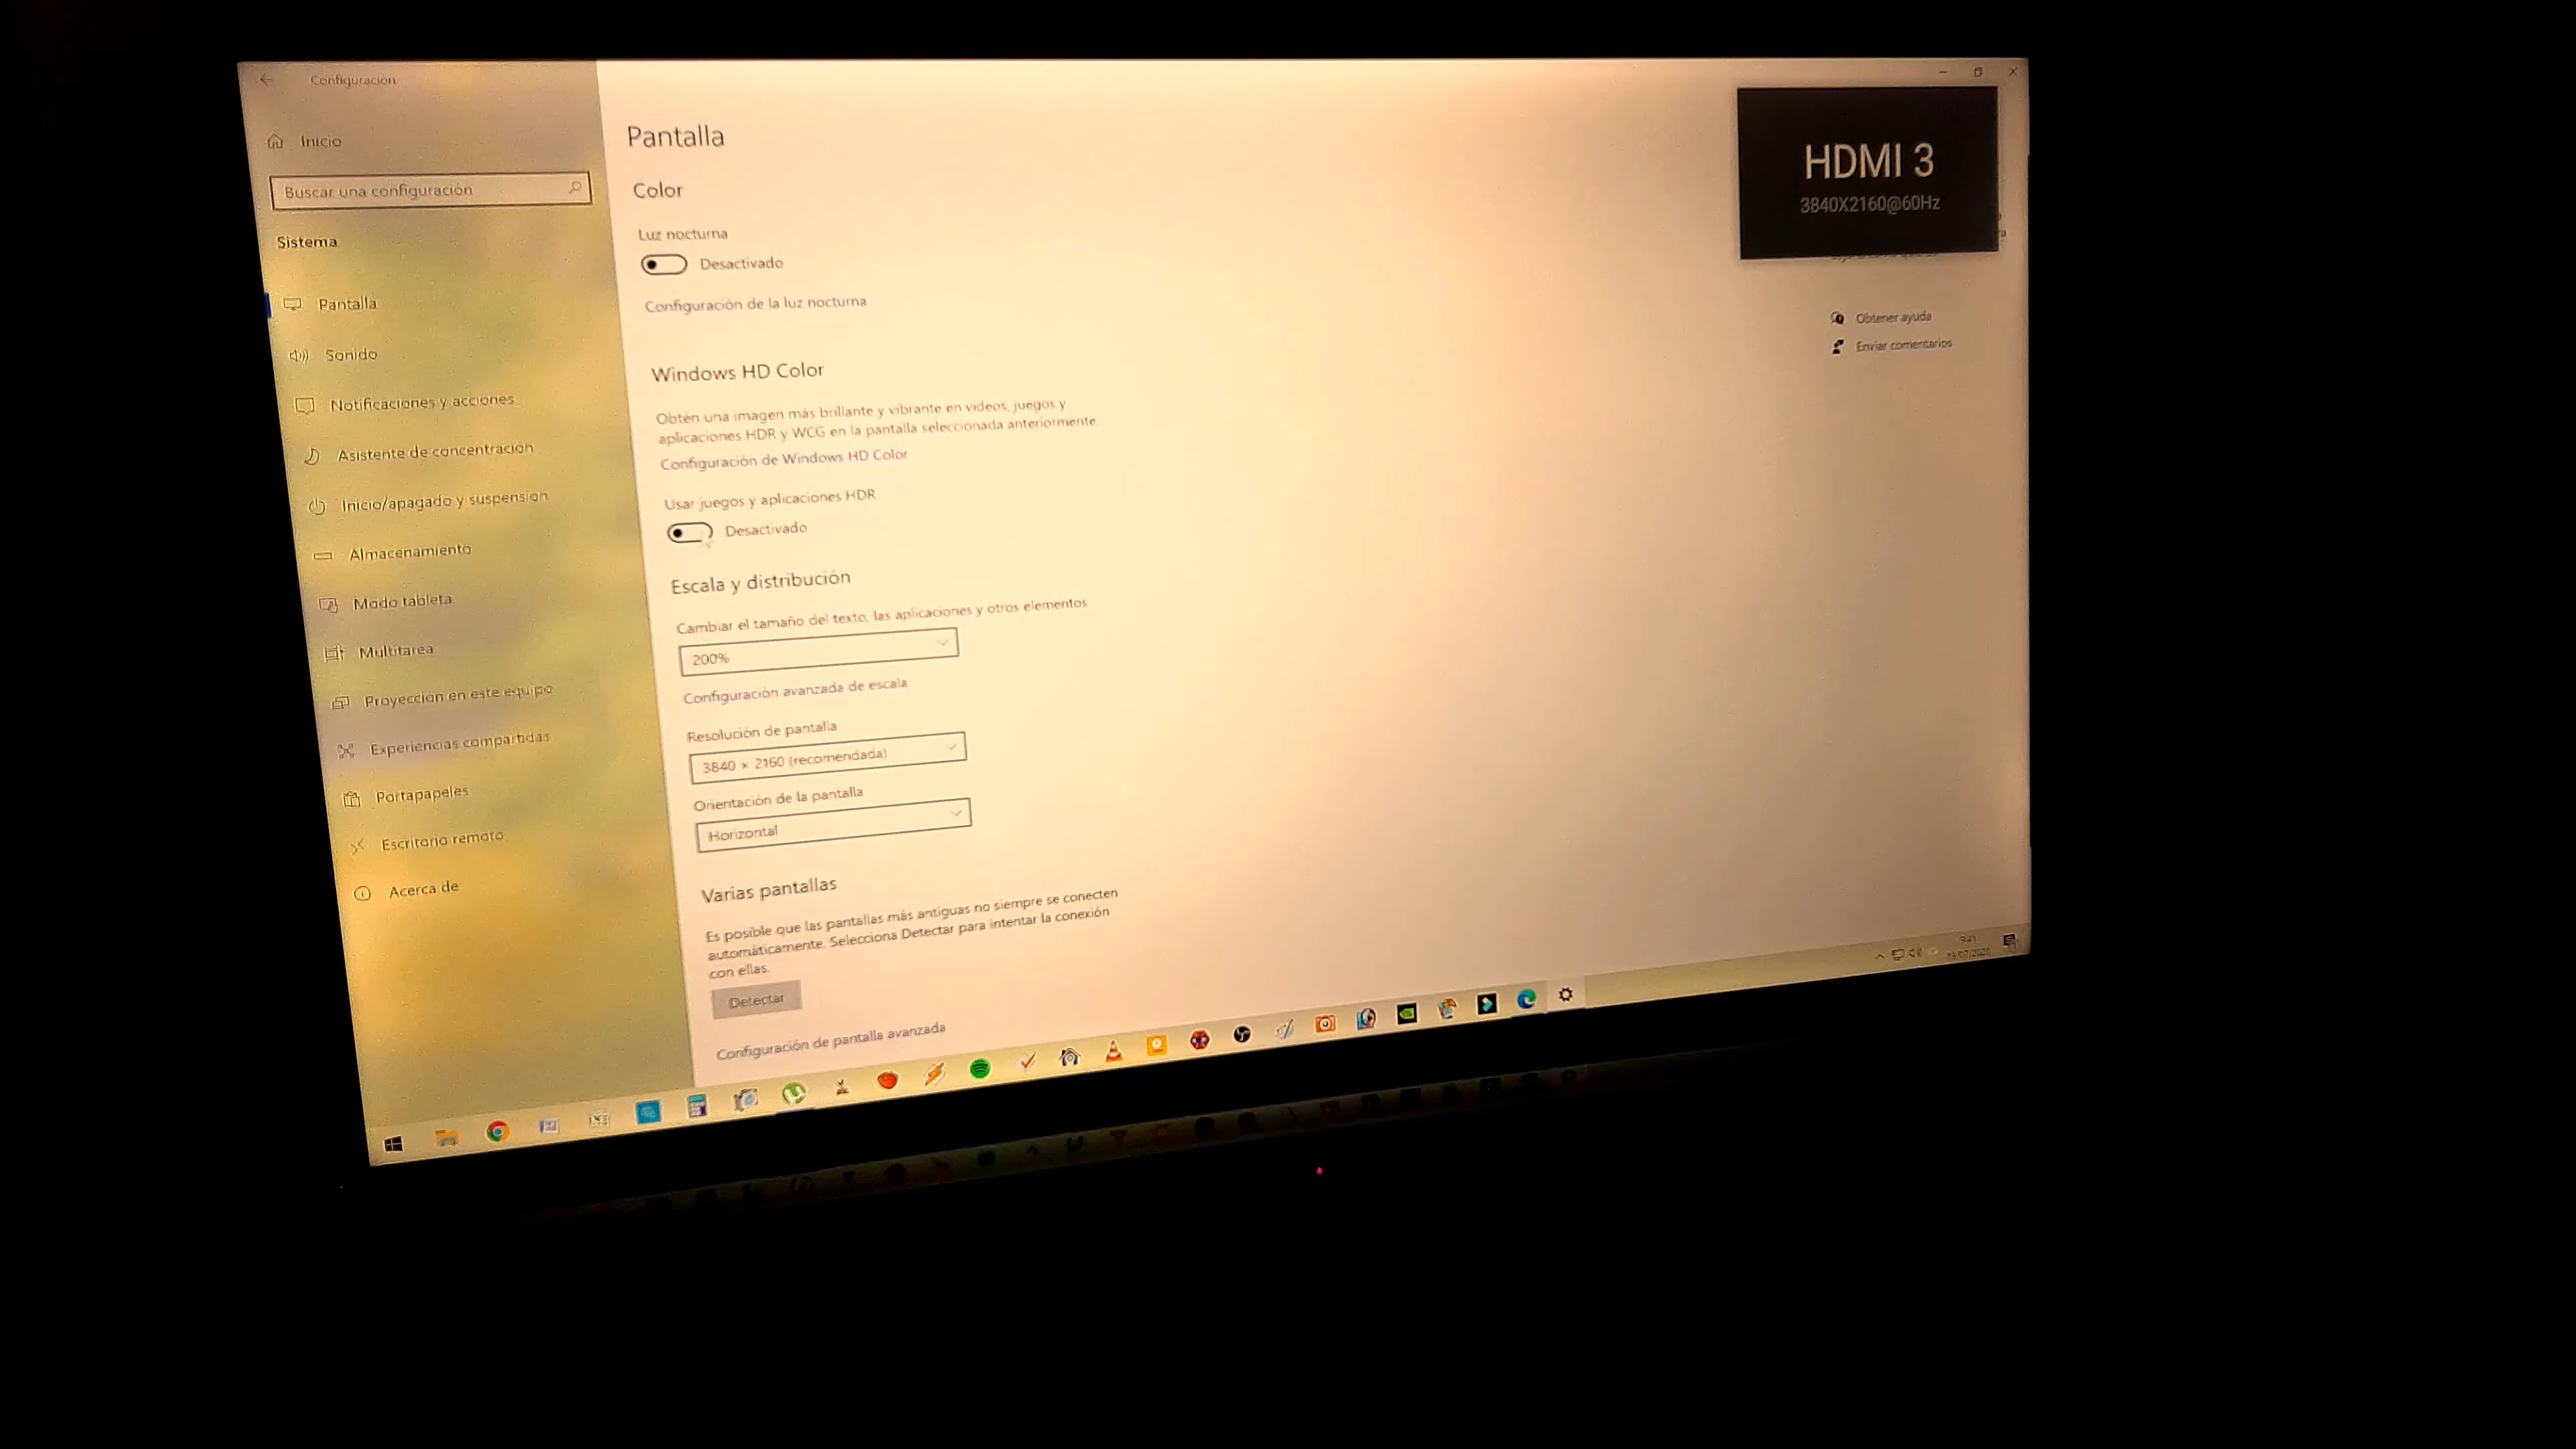 Configuración
Inicio
Buscar una configuración
Sistema
Pantalla
Sonido
Notificaciones y acciones
Asistente de concentración
Inicio/apagado y suspensión
Almacenamiento
Modo tableta
Multitarea
Proyección en este equipo
Experiencias compartidas
Portapapeles
Escritorio remoto
Acerca de
Pantalla
Color
Luz nocturna
Desactivado
Configuración de la luz nocturna
Windows HD Color
Obtén una imagen más brillante y vibrante en vídeos, juegos y
aplicaciones HDR y WCG en la pantalla seleccionada anteriormente.
Configuración de Windows HD Color
Usar juegos y aplicaciones HDR
Desactivado
Escala y distribución
Cambiar el tamaño del texto, las aplicaciones y otros elementos
200%
Configuración avanzada de escala
Resolución de pantalla
3840 × 2160 (recomendada)
Orientación de la pantalla
Horizontal
Varias pantallas
Es posible que las pantallas más antiguas no siempre se conecten
automáticamente. Selecciona Detectar para intentar la conexión
con ellas.
Detectar
Configuración de pantalla avanzada
HDMI 3
3840X2160@60Hz
Obtener ayuda
Enviar comentarios